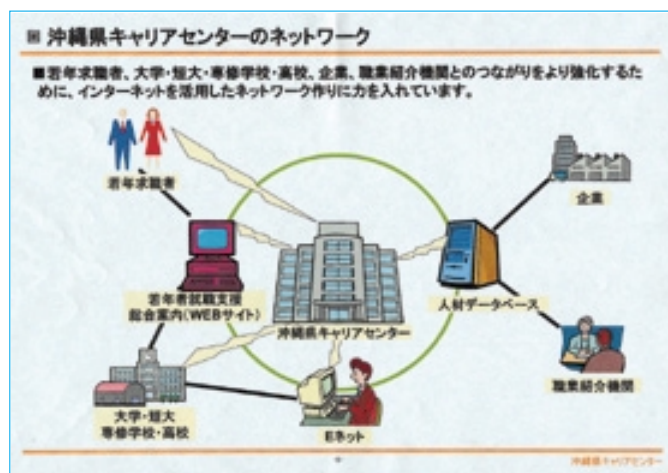 沖縄県キャリアセンターのネットワーク
■若年求職者、大学・短大・専修学校・高校、企業、職業紹介機関とのつながりをより強化するた
めに、インターネットを活用したネットワーク作りに力を入れています。
若年求職者
企業
若年者就職支援
総合案内(WEBサイト)
沖縄県キャリアセンター
人材データベース
職業紹介機関
大学・短大
専修学校・高校
Eネット
沖縄県キャリアセンター